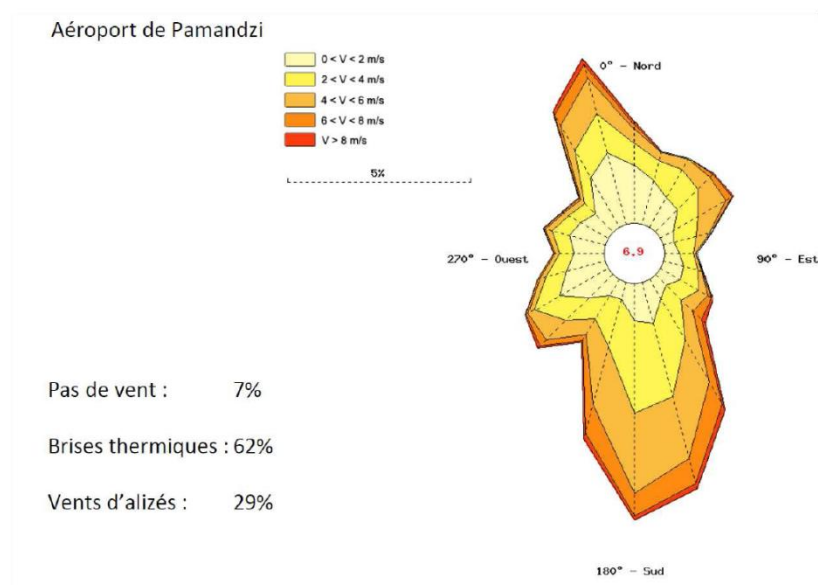 Aéroport de Pamandzi
0 < V < 2 m/s
2 < V < 4 m/s
4 < V < 6 m/s
6 < V < 8 m/s
V > 8 m/s
5%
0° - Nord
270° - Ouest
6.9
90° - Est
Pas de vent : 7%
Brises thermiques : 62%
Vents d'alizés : 29%
180° - Sud